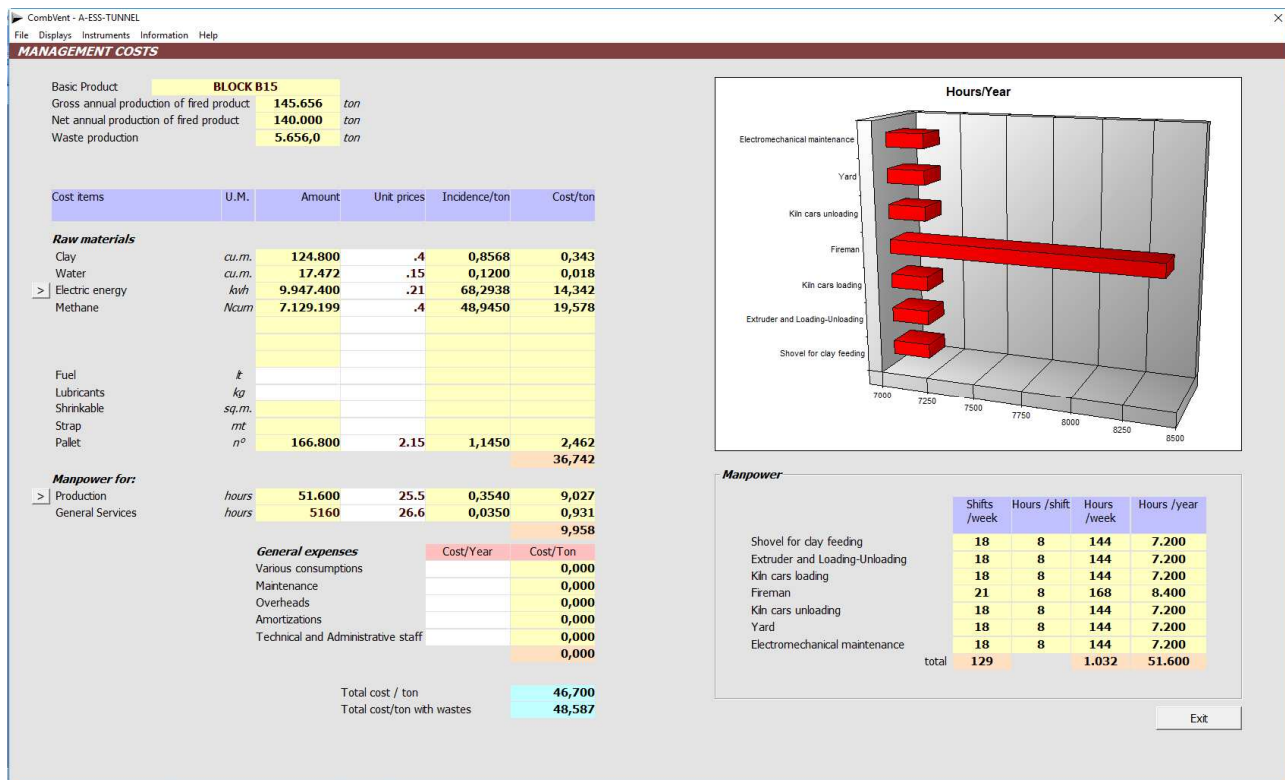 CombVent - A-ESS-TUNNEL
File Displays Instruments Information Help
MANAGEMENT COSTS
Basic Product BLOCK B15
Gross annual production of fired product 145.656 ton
Net annual production of fired product 140.000 ton
Waste production 5.656,0 ton
Cost items U.M. Amount Unit prices Incidence/ton Cost/ton
Raw materials
Clay cu.m. 124.800 .4 0,8568 0,343
Water cu.m. 17.472 .15 0,1200 0,018
> Electric energy kwh 9.947.400 .21 68,2938 14,342
Methane Ncum 7.129.199 .4 48,9450 19,578
Fuel lt
Lubricants kg
Shrinkable sq.m.
Strap mt
Pallet n° 166.800 2.15 1,1450 2,462
36,742
Manpower for:
> Production hours 51.600 25.5 0,3540 9,027
General Services hours 5160 26.6 0,0350 0,931
9,958
General expenses Cost/Year Cost/Ton
Various consumptions 0,000
Maintenance 0,000
Overheads 0,000
Amortizations 0,000
Technical and Administrative staff 0,000
0,000
Total cost / ton 46,700
Total cost/ton with wastes 48,587
Hours/Year
Electromechanical maintenance
Yard
Kiln cars unloading
Fireman
Kiln cars loading
Extruder and Loading-Unloading
Shovel for clay feeding
7000 7250 7500 7750 8000 8250 8500
Manpower
Shifts /week Hours /shift Hours /week Hours /year
Shovel for clay feeding 18 8 144 7.200
Extruder and Loading-Unloading 18 8 144 7.200
Kiln cars loading 18 8 144 7.200
Fireman 21 8 168 8.400
Kiln cars unloading 18 8 144 7.200
Yard 18 8 144 7.200
Electromechanical maintenance 18 8 144 7.200
total 129 1.032 51.600
Exit